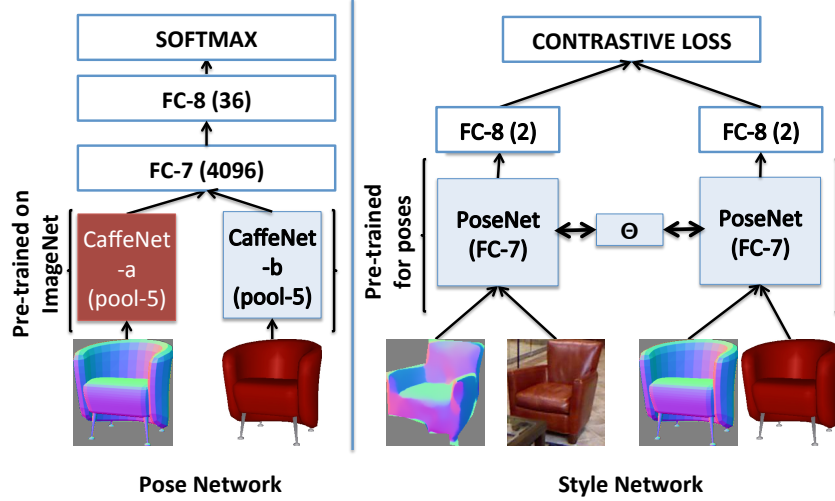 SOFTMAX
FC-8 (36)
FC-7 (4096)
Pre-trained on
ImageNet
CaffeNet
-a
(pool-5)
CaffeNet
-b
(pool-5)
Pose Network
CONTRASTIVE LOSS
FC-8 (2)
FC-8 (2)
Pre-trained
for poses
PoseNet
(FC-7)
Θ
PoseNet
(FC-7)
Style Network